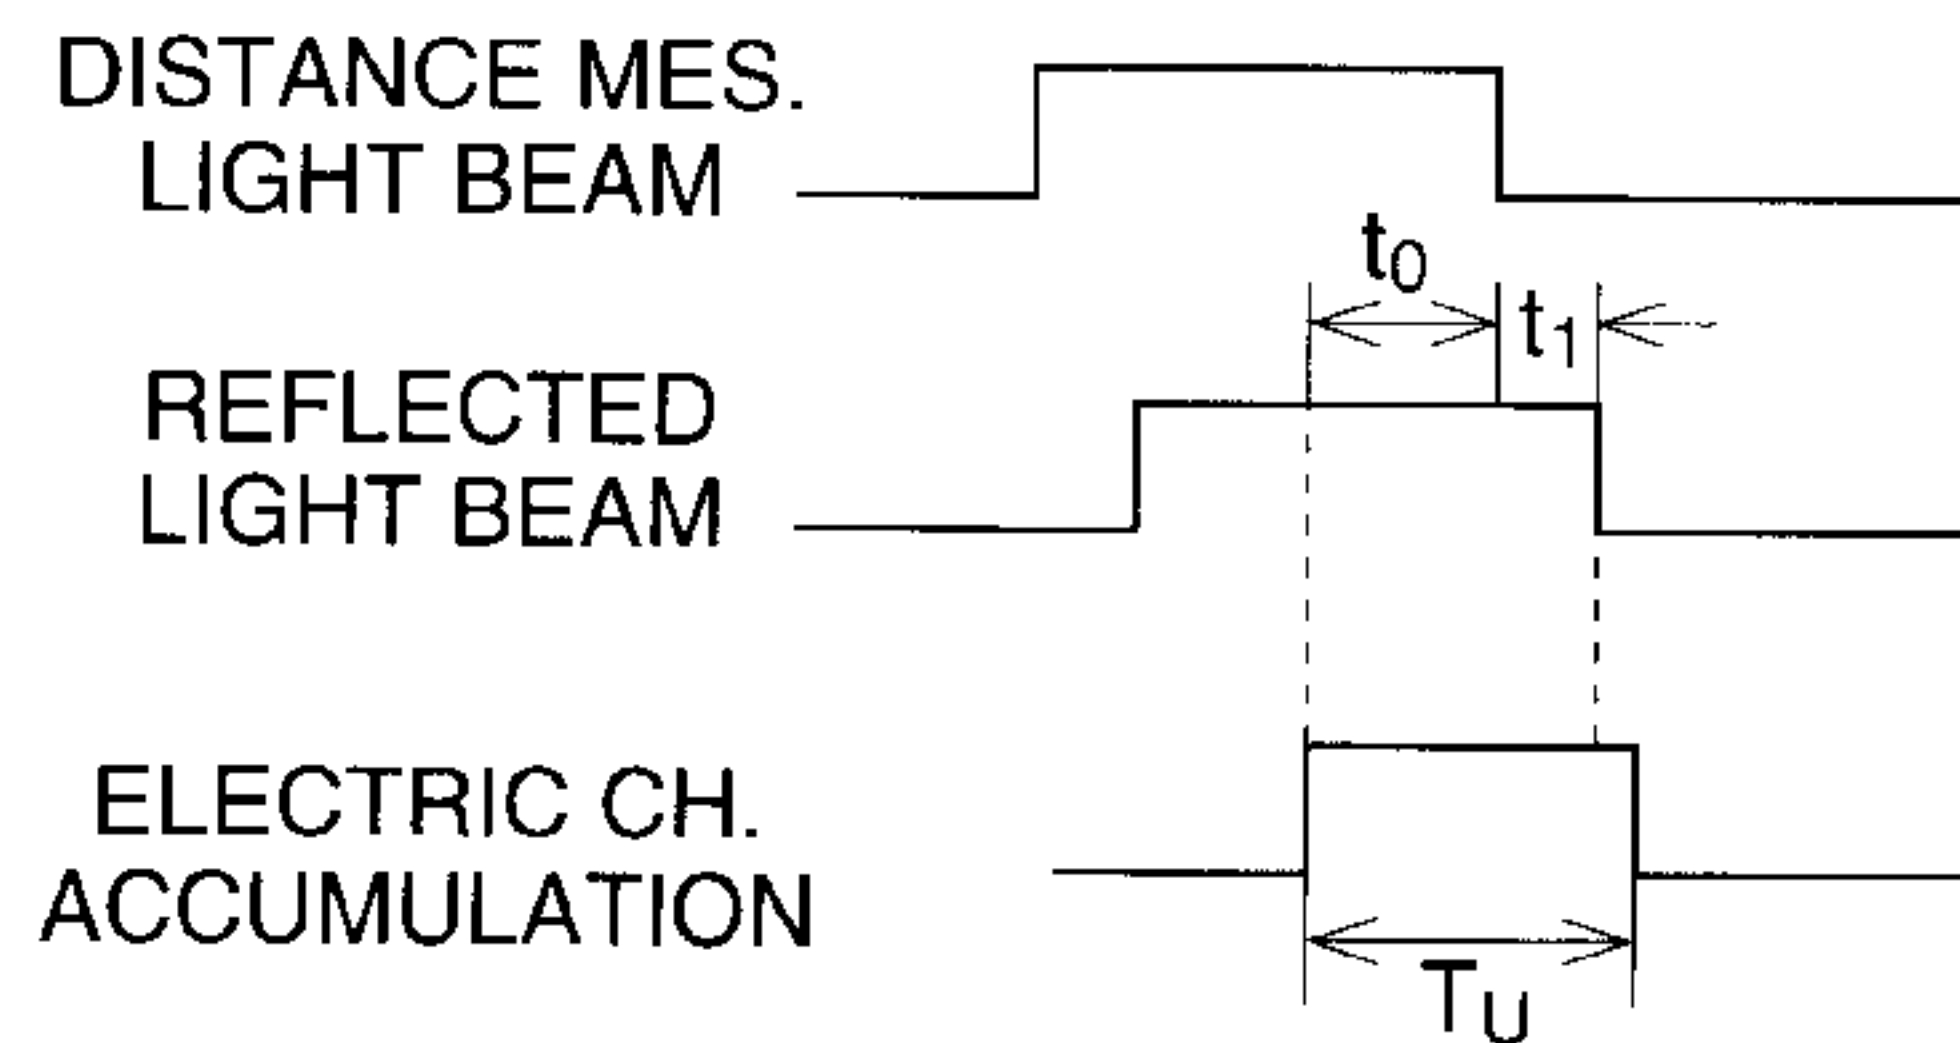 DISTANCE MES.
LIGHT BEAM
t0
t1
REFLECTED
LIGHT BEAM
ELECTRIC CH.
ACCUMULATION
TU